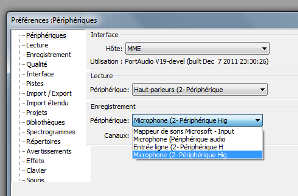 Préférences :Périphériques
Périphériques
Lecture
Enregistrement
Qualité
Interface
Pistes
Import / Export
Import étendu
Projets
Bibliothèques
Spectrogrammes
Répertoires
Avertissements
Effets
Clavier
Souris
Interface
Hôte: MME
Utilisation : PortAudio V19-devel (built Dec 7 2011 23:30:26)
Lecture
Périphérique: Haut-parleurs (2- Périphérique
Enregistrement
Périphérique: Microphone (2- Périphérique Hig
Canaux:
Mappeur de sons Microsoft - Input
Microphone (Périphérique audio
Entrée ligne (2- Périphérique H
Microphone (2- Périphérique Hig